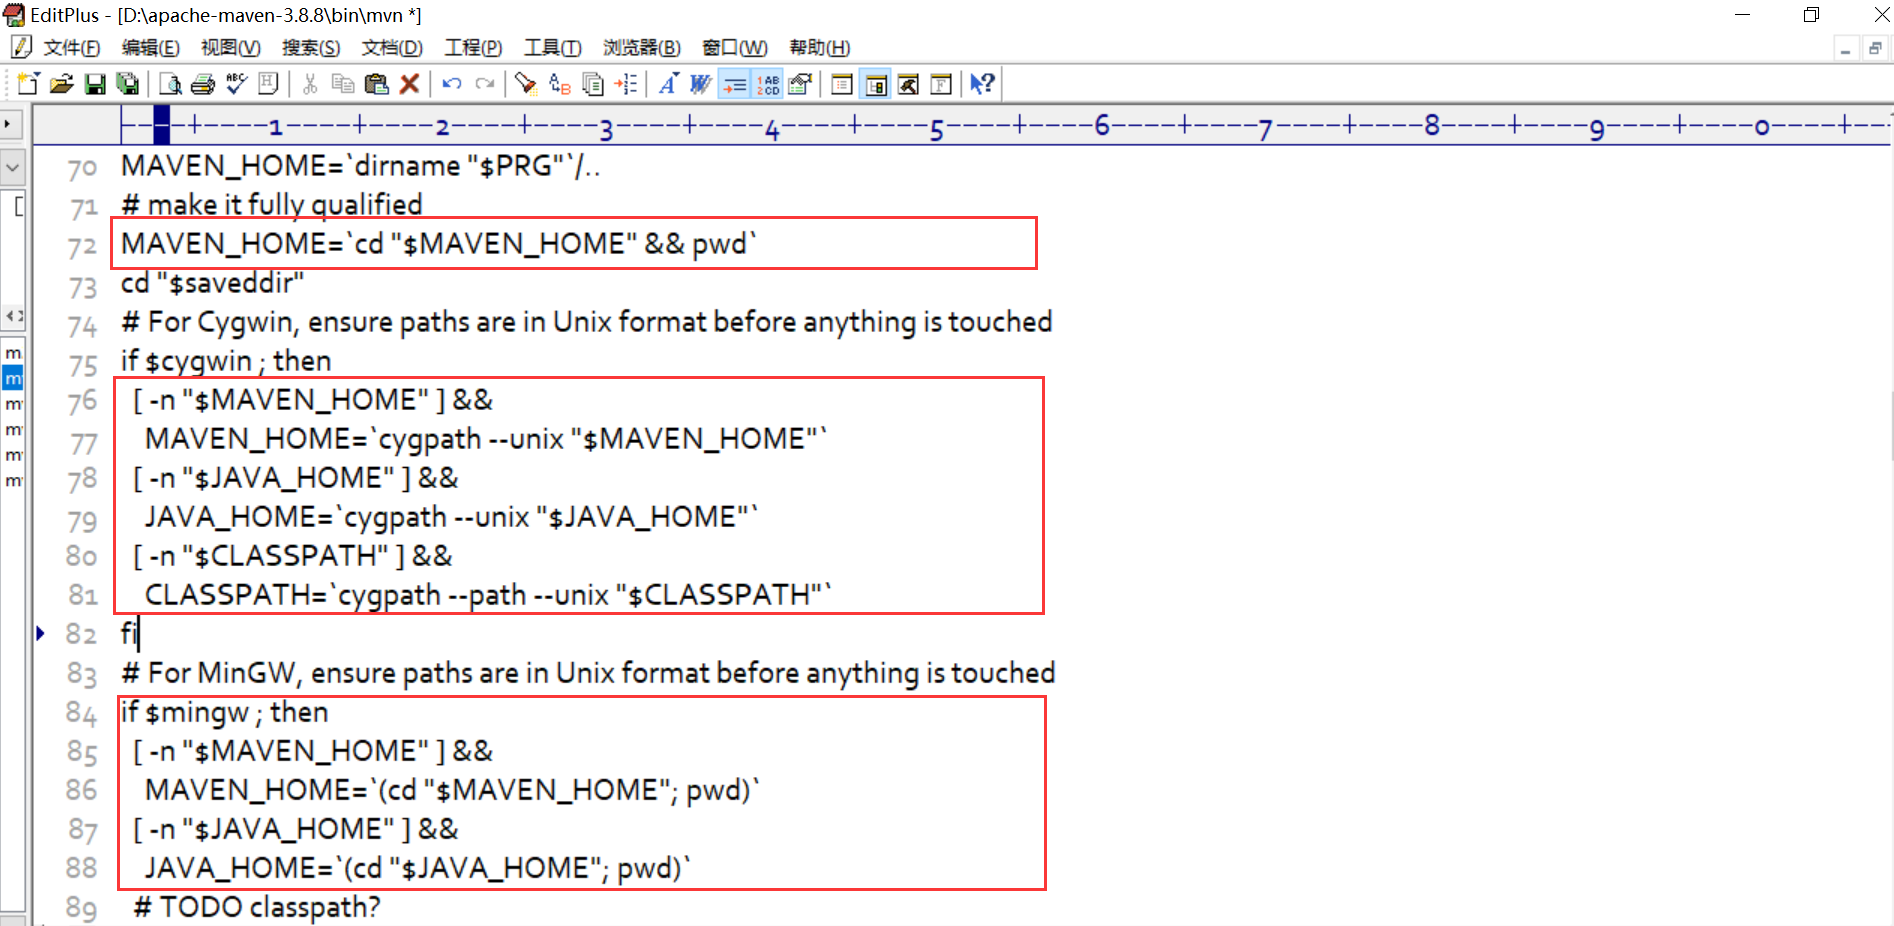 EditPlus - [D:\apache-maven-3.8.8\bin\mvn *]
文件(F) 编辑(E) 视图(V) 搜索(S) 文档(D) 工程(P) 工具(T) 浏览器(B) 窗口(W) 帮助(H)
----+----1----+----2----+----3----+----4----+----5----+----6----+----7----+----8----+----9----+----0----+--
70 MAVEN_HOME=`dirname "$PRG"`/..
71 # make it fully qualified
72 MAVEN_HOME=`cd "$MAVEN_HOME" && pwd`
73 cd "$saveddir"
74 # For Cygwin, ensure paths are in Unix format before anything is touched
75 if $cygwin ; then
76 [ -n "$MAVEN_HOME" ] &&
77 MAVEN_HOME=`cygpath --unix "$MAVEN_HOME"`
78 [ -n "$JAVA_HOME" ] &&
79 JAVA_HOME=`cygpath --unix "$JAVA_HOME"`
80 [ -n "$CLASSPATH" ] &&
81 CLASSPATH=`cygpath --path --unix "$CLASSPATH"`
82 fi
83 # For MinGW, ensure paths are in Unix format before anything is touched
84 if $mingw ; then
85 [ -n "$MAVEN_HOME" ] &&
86 MAVEN_HOME=`(cd "$MAVEN_HOME"; pwd)`
87 [ -n "$JAVA_HOME" ] &&
88 JAVA_HOME=`(cd "$JAVA_HOME"; pwd)`
89 # TODO classpath?